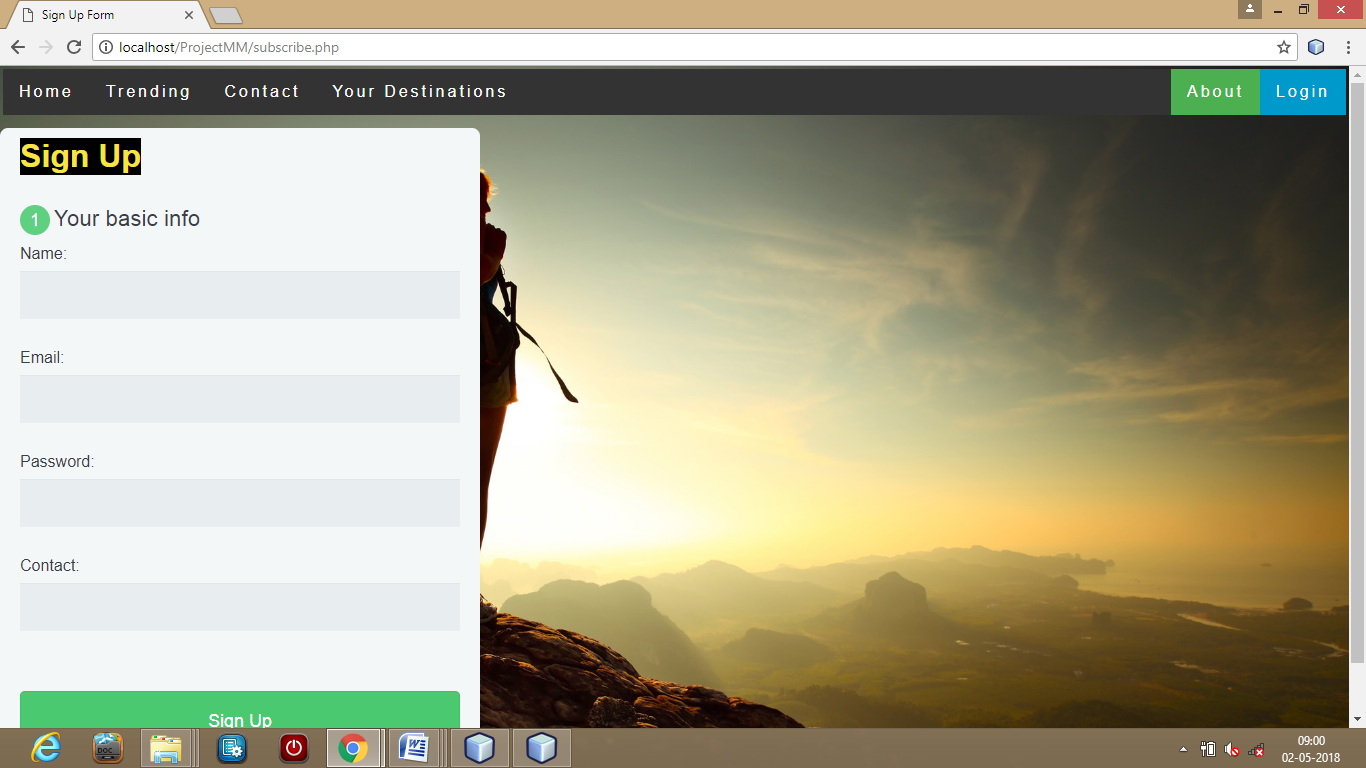 Sign Up Form
localhost/ProjectMM/subscribe.php
Home Trending Contact Your Destinations About Login
Sign Up
1 Your basic info
Name:
Email:
Password:
Contact:
Sign Up
DOC
09:00
02-05-2018